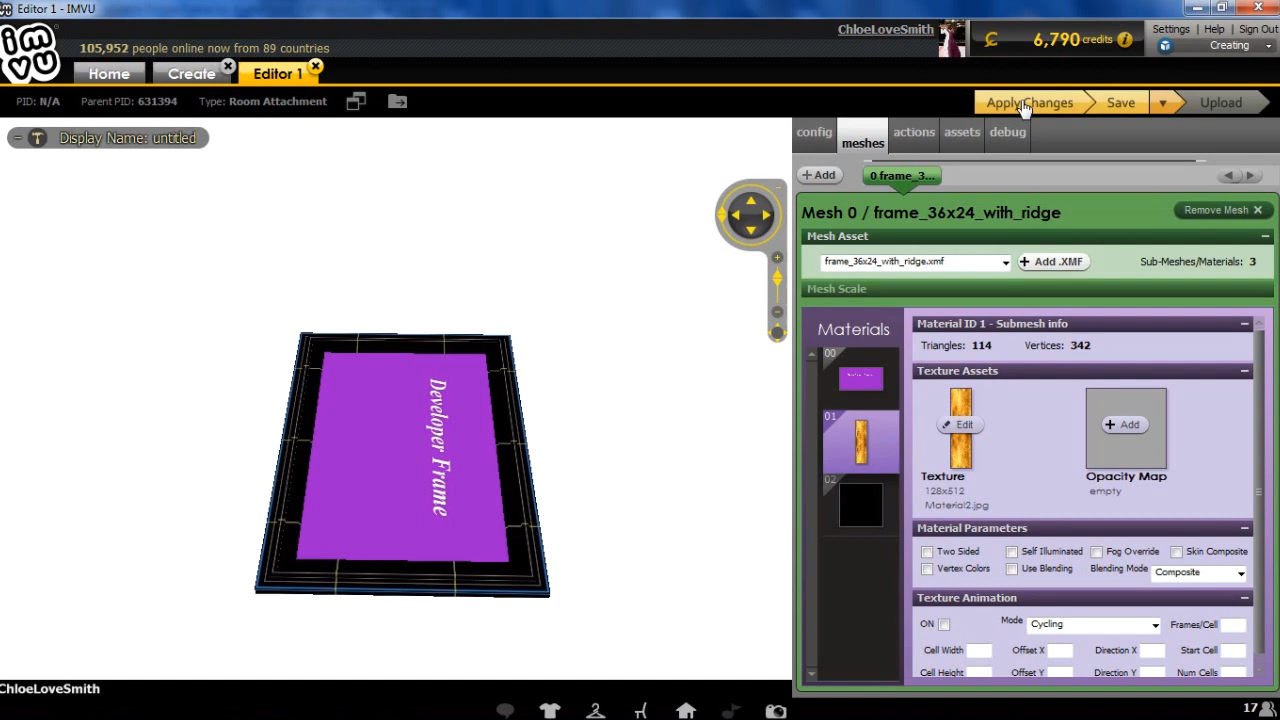 Editor 1 - IMVU
imvu
105,952 people online now from 89 countries
ChloeLoveSmith
6,790 credits
Settings | Help | Sign Out
Creating
Home
Create
Editor 1
PID: N/A Parent PID: 631394 Type: Room Attachment
Apply Changes
Save
Upload
Display Name: untitled
config
meshes
actions
assets
debug
+ Add
0 frame_3...
Mesh 0 / frame_36x24_with_ridge
Remove Mesh X
Mesh Asset
frame_36x24_with_ridge.xmf
+ Add .XMF
Sub-Meshes/Materials: 3
Mesh Scale
Materials
00
01
02
Material ID 1 - Submesh info
Triangles: 114 Vertices: 342
Texture Assets
Edit
+ Add
Texture
128x512
Material2.jpg
Opacity Map
empty
Material Parameters
Two Sided Self Illuminated Fog Override Skin Composite
Vertex Colors Use Blending Blending Mode Composite
Texture Animation
ON Mode Cycling Frames/Cell
Cell Width Offset X Direction X Start Cell
Cell Height Offset Y Direction Y Num Cells
Developer Frame
ChloeLoveSmith
17